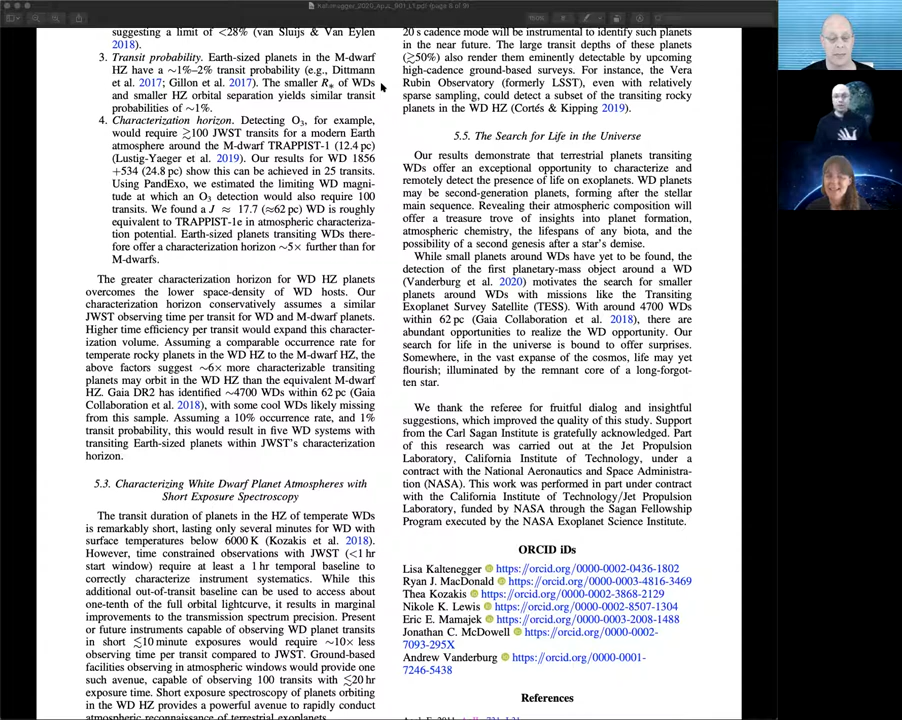 Kaltenegger_2020_ApJL_901_L1.pdf (page 8 of 9)
100%
suggesting a limit of <28% (van Sluijs & Van Eylen
2018).
3. Transit probability. Earth-sized planets in the M-dwarf
HZ have a ∼1%–2% transit probability (e.g., Dittmann
et al. 2017; Gillon et al. 2017). The smaller R* of WDs
and smaller HZ orbital separation yields similar transit
probabilities of ∼1%.
4. Characterization horizon. Detecting O3, for example,
would require ≳100 JWST transits for a modern Earth
atmosphere around the M-dwarf TRAPPIST-1 (12.4 pc)
(Lustig-Yaeger et al. 2019). Our results for WD 1856
+534 (24.8 pc) show this can be achieved in 25 transits.
Using PandExo, we estimated the limiting WD magni-
tude at which an O3 detection would also require 100
transits. We found a J ≈ 17.7 (≈62 pc) WD is roughly
equivalent to TRAPPIST-1e in atmospheric characteriza-
tion potential. Earth-sized planets transiting WDs there-
fore offer a characterization horizon ∼5× further than for
M-dwarfs.
The greater characterization horizon for WD HZ planets
overcomes the lower space-density of WD hosts. Our
characterization horizon conservatively assumes a similar
JWST observing time per transit for WD and M-dwarf planets.
Higher time efficiency per transit would expand this character-
ization volume. Assuming a comparable occurrence rate for
temperate rocky planets in the WD HZ to the M-dwarf HZ, the
above factors suggest ∼6× more characterizable transiting
planets may orbit in the WD HZ than the equivalent M-dwarf
HZ. Gaia DR2 has identified ∼4700 WDs within 62 pc (Gaia
Collaboration et al. 2018), with some cool WDs likely missing
from this sample. Assuming a 10% occurrence rate, and 1%
transit probability, this would result in five WD systems with
transiting Earth-sized planets within JWST's characterization
horizon.
5.3. Characterizing White Dwarf Planet Atmospheres with
Short Exposure Spectroscopy
The transit duration of planets in the HZ of temperate WDs
is remarkably short, lasting only several minutes for WD with
surface temperatures below 6000 K (Kozakis et al. 2018).
However, time constrained observations with JWST (<1 hr
start window) require at least a 1 hr temporal baseline to
correctly characterize instrument systematics. While this
additional out-of-transit baseline can be used to access about
one-tenth of the full orbital lightcurve, it results in marginal
improvements to the transmission spectrum precision. Present
or future instruments capable of observing WD planet transits
in short ≲10 minute exposures would require ∼10× less
observing time per transit compared to JWST. Ground-based
facilities observing in atmospheric windows would provide one
such avenue, capable of observing 100 transits with ≲20 hr
exposure time. Short exposure spectroscopy of planets orbiting
in the WD HZ provides a powerful avenue to rapidly conduct
atmospheric reconnaissance of terrestrial exoplanets.
20 s cadence mode will be instrumental to identify such planets
in the near future. The large transit depths of these planets
(≳50%) also render them eminently detectable by upcoming
high-cadence ground-based surveys. For instance, the Vera
Rubin Observatory (formerly LSST), even with relatively
sparse sampling, could detect a subset of the transiting rocky
planets in the WD HZ (Cortés & Kipping 2019).
5.5. The Search for Life in the Universe
Our results demonstrate that terrestrial planets transiting
WDs offer an exceptional opportunity to characterize and
remotely detect the presence of life on exoplanets. WD planets
may be second-generation planets, forming after the stellar
main sequence. Revealing their atmospheric composition will
offer a treasure trove of insights into planet formation,
atmospheric chemistry, the lifespans of any biota, and the
possibility of a second genesis after a star's demise.
While small planets around WDs have yet to be found, the
detection of the first planetary-mass object around a WD
(Vanderburg et al. 2020) motivates the search for smaller
planets around WDs with missions like the Transiting
Exoplanet Survey Satellite (TESS). With around 4700 WDs
within 62 pc (Gaia Collaboration et al. 2018), there are
abundant opportunities to realize the WD opportunity. Our
search for life in the universe is bound to offer surprises.
Somewhere, in the vast expanse of the cosmos, life may yet
flourish; illuminated by the remnant core of a long-forgot-
ten star.
We thank the referee for fruitful dialog and insightful
suggestions, which improved the quality of this study. Support
from the Carl Sagan Institute is gratefully acknowledged. Part
of this research was carried out at the Jet Propulsion
Laboratory, California Institute of Technology, under a
contract with the National Aeronautics and Space Administra-
tion (NASA). This work was performed in part under contract
with the California Institute of Technology/Jet Propulsion
Laboratory, funded by NASA through the Sagan Fellowship
Program executed by the NASA Exoplanet Science Institute.
ORCID iDs
Lisa Kaltenegger https://orcid.org/0000-0002-0436-1802
Ryan J. MacDonald https://orcid.org/0000-0003-4816-3469
Thea Kozakis https://orcid.org/0000-0002-3868-2129
Nikole K. Lewis https://orcid.org/0000-0002-8507-1304
Eric E. Mamajek https://orcid.org/0000-0003-2008-1488
Jonathan C. McDowell https://orcid.org/0000-0002-
7093-295X
Andrew Vanderburg https://orcid.org/0000-0001-
7246-5438
References